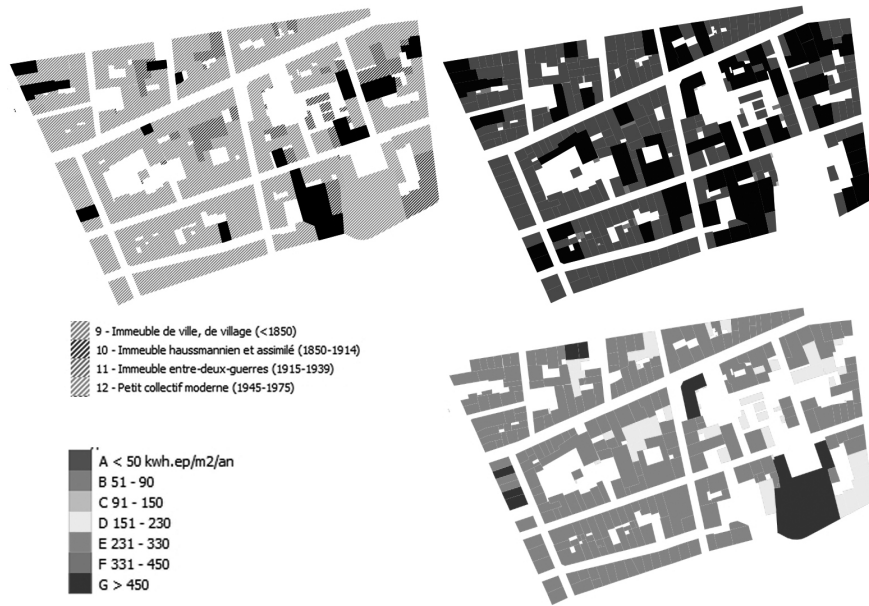 9 - Immeuble de ville, de village (<1850)
10 - Immeuble haussmannien et assimilé (1850-1914)
11 - Immeuble entre-deux-guerres (1915-1939)
12 - Petit collectif moderne (1945-1975)
A < 50 kwh.ep/m2/an
B 51 - 90
C 91 - 150
D 151 - 230
E 231 - 330
F 331 - 450
G > 450